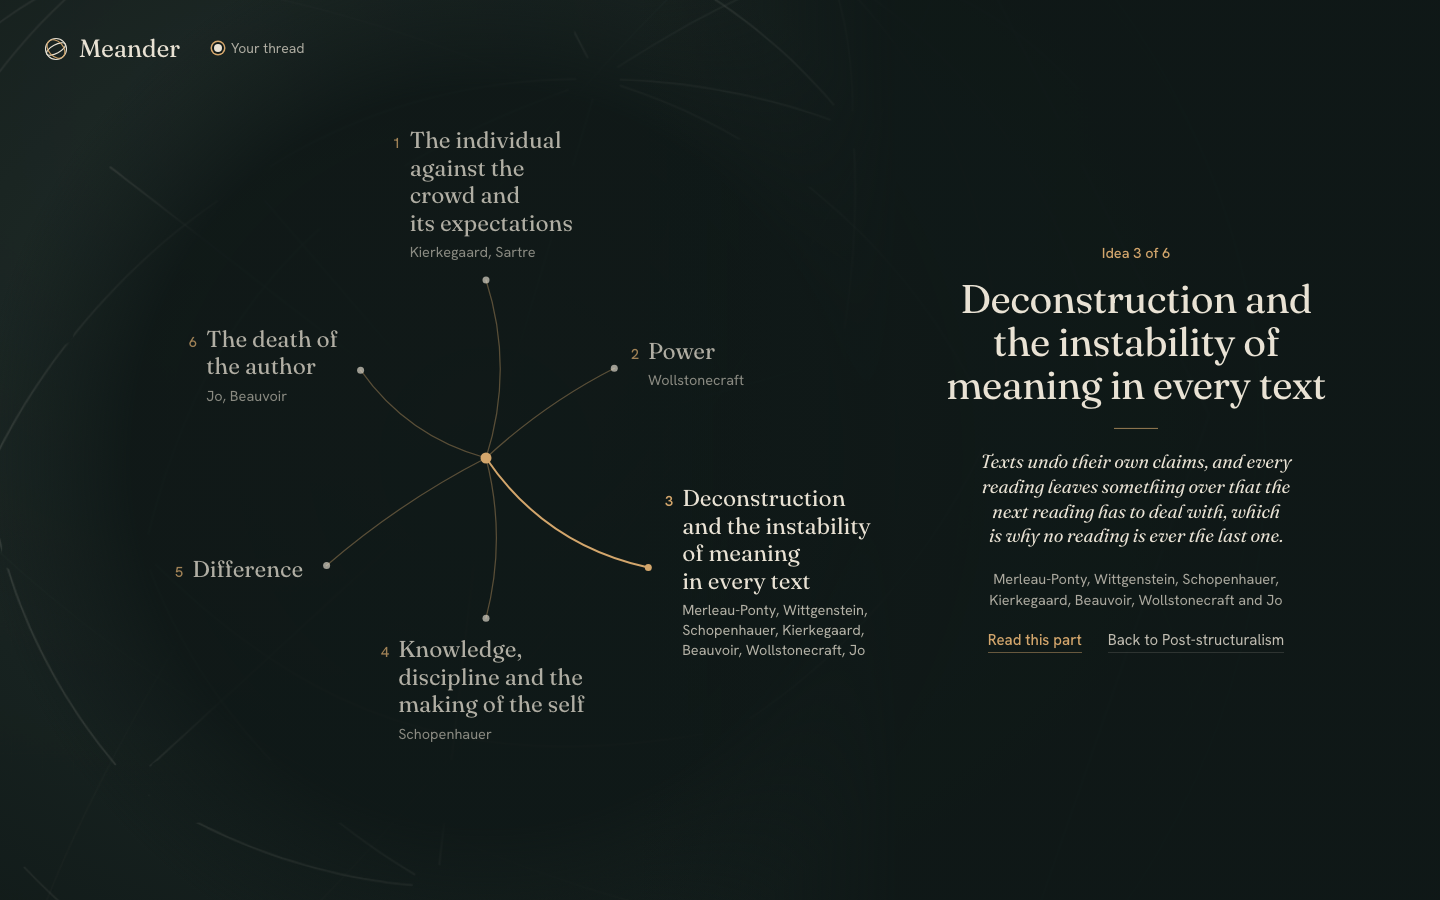 Meander
Your thread
1 The individual
against the
crowd and
its expectations
Kierkegaard, Sartre
6 The death of
the author
Jo, Beauvoir
2 Power
Wollstonecraft
3 Deconstruction
and the instability
of meaning
in every text
Merleau-Ponty, Wittgenstein,
Schopenhauer, Kierkegaard,
Beauvoir, Wollstonecraft, Jo
5 Difference
4 Knowledge,
discipline and the
making of the self
Schopenhauer
Idea 3 of 6
Deconstruction and
the instability of
meaning in every text
Texts undo their own claims, and every
reading leaves something over that the
next reading has to deal with, which
is why no reading is ever the last one.
Merleau-Ponty, Wittgenstein, Schopenhauer,
Kierkegaard, Beauvoir, Wollstonecraft and Jo
Read this part
Back to Post-structuralism